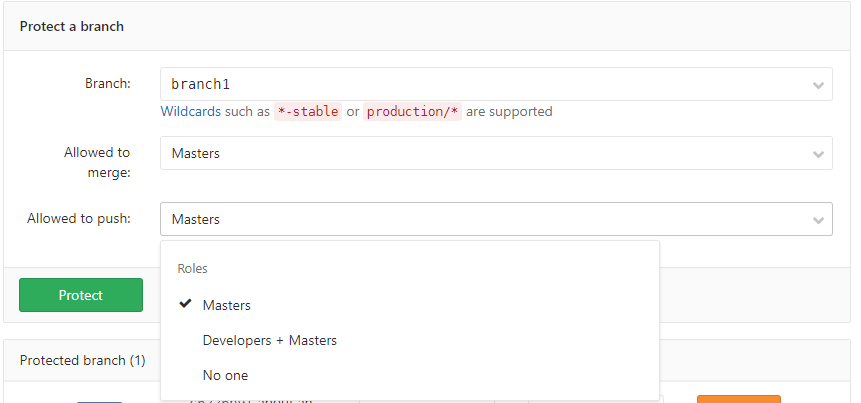 Protect a branch
Branch:
branch1
Wildcards such as *-stable or production/* are supported
Allowed to
merge:
Masters
Allowed to push:
Masters
Roles
Masters
Developers + Masters
No one
Protect
Protected branch (1)